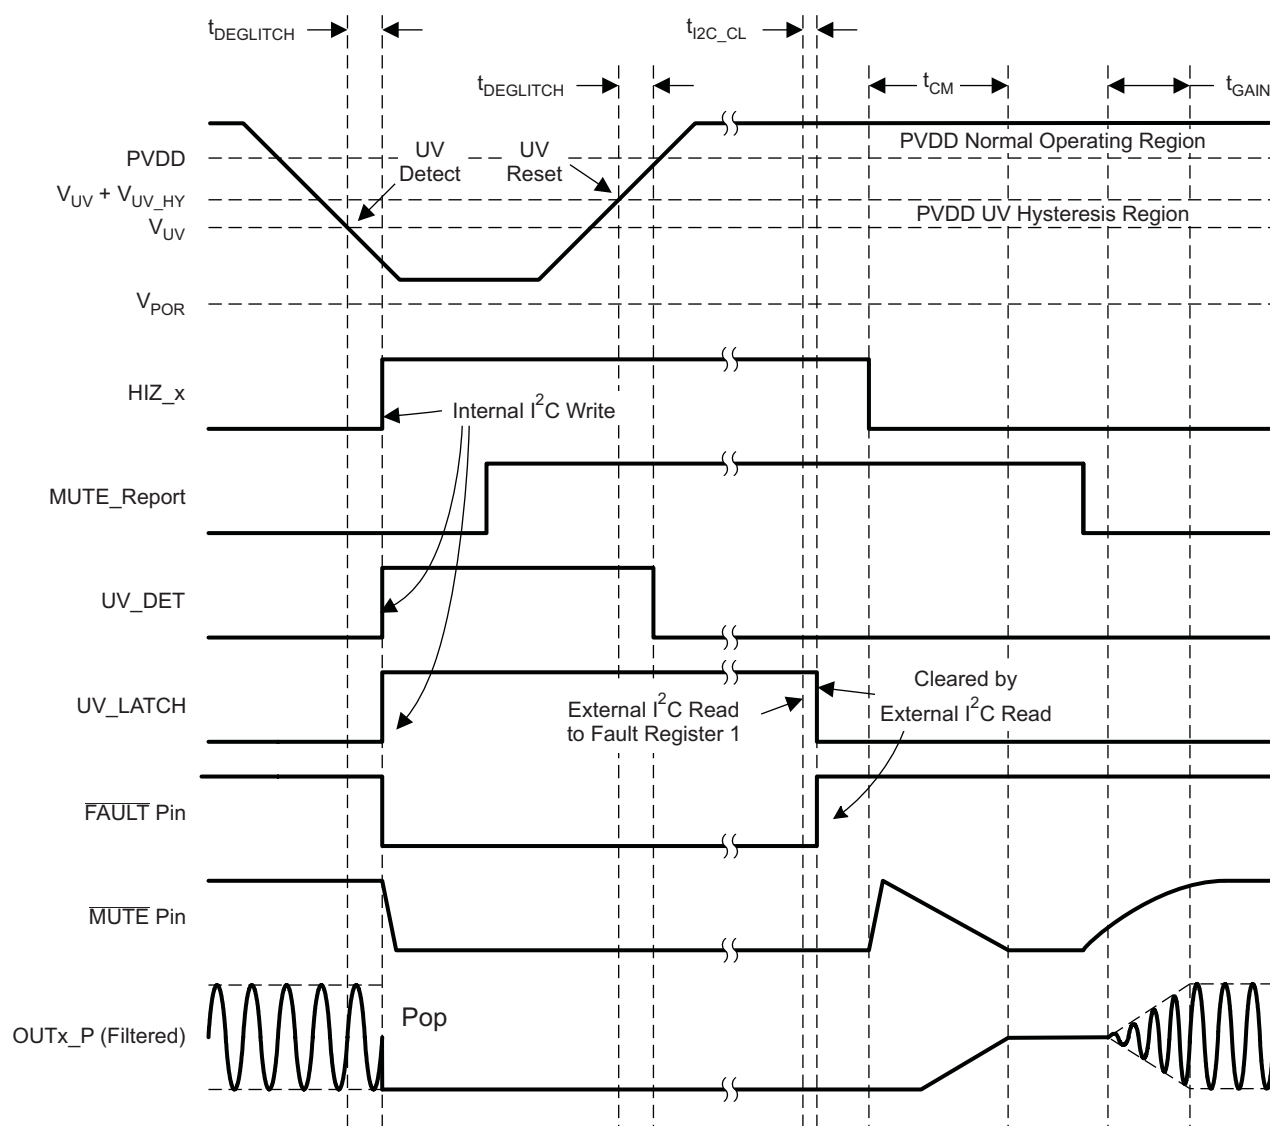 tDEGLITCH
tI2C_CL
tDEGLITCH
tCM
tGAIN
PVDD Normal Operating Region
UV
Detect
UV
Reset
PVDD
VUV + VUV_HY
PVDD UV Hysteresis Region
VUV
VPOR
HIZ_x
Internal I2C Write
MUTE_Report
UV_DET
UV_LATCH
External I2C Read
to Fault Register 1
Cleared by
External I2C Read
FAULT Pin
MUTE Pin
Pop
OUTx_P (Filtered)